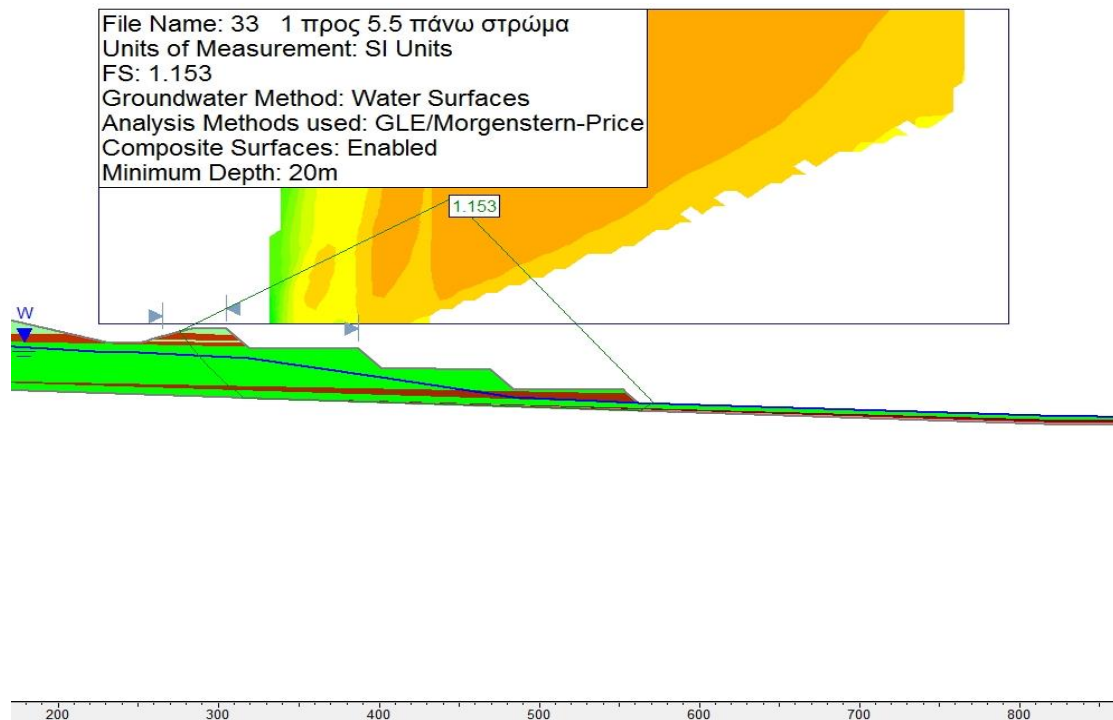 File Name: 33   1 προς 5.5 πάνω στρώμα
Units of Measurement: SI Units
FS: 1.153
Groundwater Method: Water Surfaces
Analysis Methods used: GLE/Morgenstern-Price
Composite Surfaces: Enabled
Minimum Depth: 20m
1.153
W
200 300 400 500 600 700 800